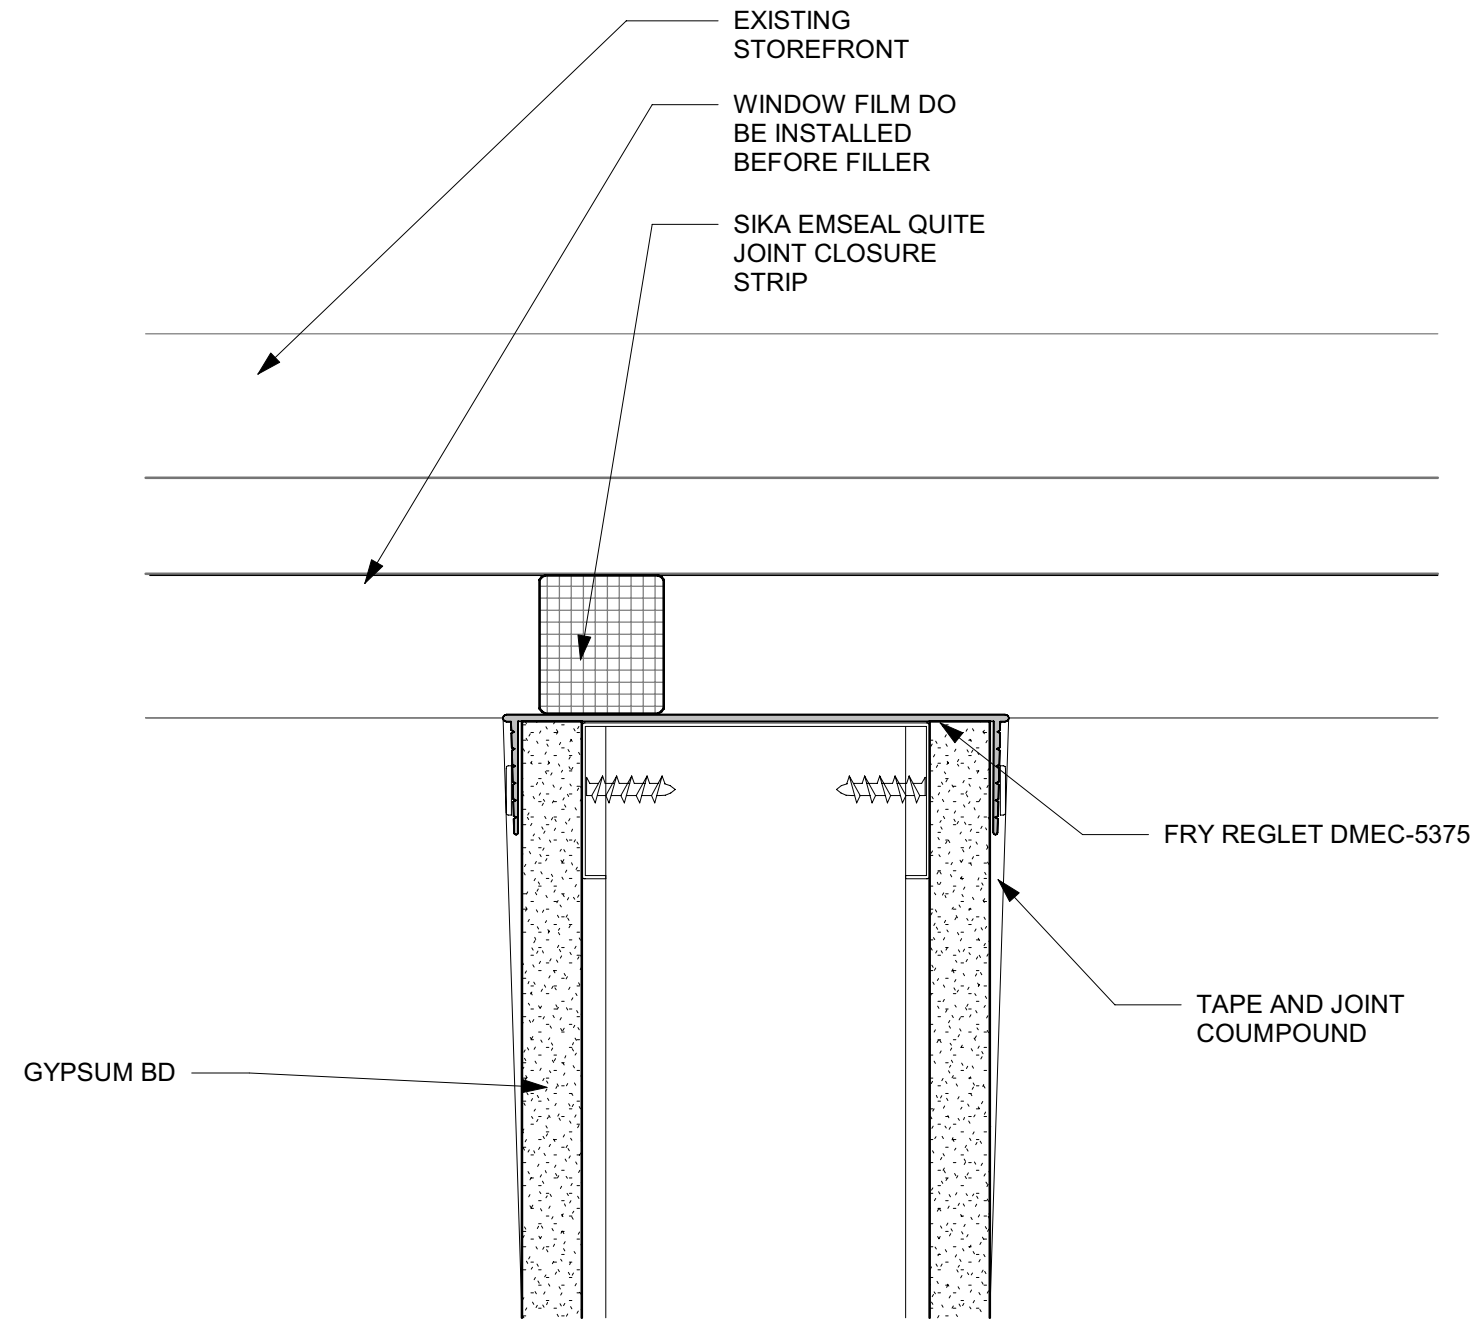 EXISTING
STOREFRONT
WINDOW FILM DO
BE INSTALLED
BEFORE FILLER
SIKA EMSEAL QUITE
JOINT CLOSURE
STRIP
FRY REGLET DMEC-5375
TAPE AND JOINT
COUMPOUND
GYPSUM BD